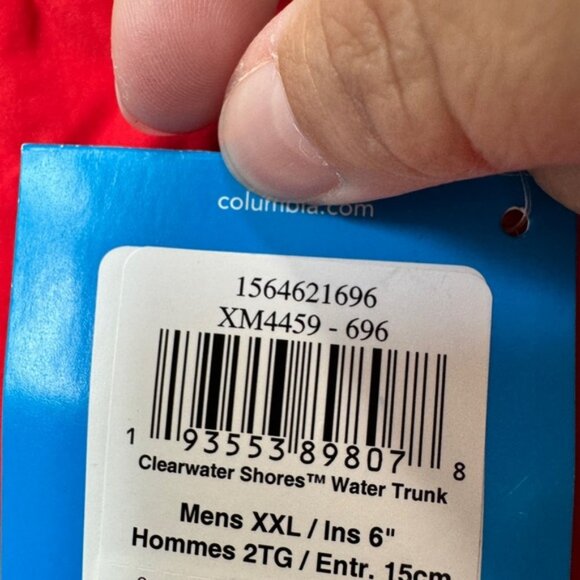 columbia.com
1564621696
XM4459 - 696
1 93553 89807 8
Clearwater Shores™ Water Trunk
Mens XXL / Ins 6"
Hommes 2TG / Entr. 15cm